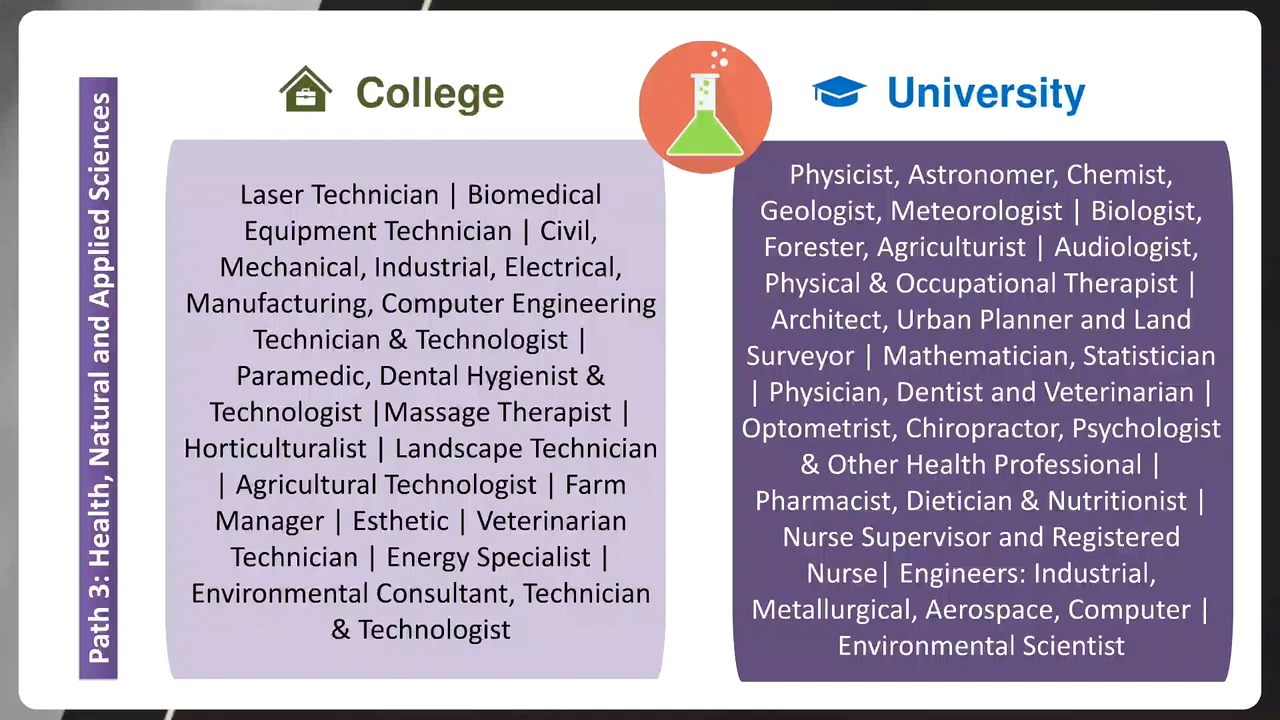 Path 3: Health, Natural and Applied Sciences
College
Laser Technician | Biomedical
Equipment Technician | Civil,
Mechanical, Industrial, Electrical,
Manufacturing, Computer Engineering
Technician & Technologist |
Paramedic, Dental Hygienist &
Technologist |Massage Therapist |
Horticulturalist | Landscape Technician
| Agricultural Technologist | Farm
Manager | Esthetic | Veterinarian
Technician | Energy Specialist |
Environmental Consultant, Technician
& Technologist
University
Physicist, Astronomer, Chemist,
Geologist, Meteorologist | Biologist,
Forester, Agriculturist | Audiologist,
Physical & Occupational Therapist |
Architect, Urban Planner and Land
Surveyor | Mathematician, Statistician
| Physician, Dentist and Veterinarian |
Optometrist, Chiropractor, Psychologist
& Other Health Professional |
Pharmacist, Dietician & Nutritionist |
Nurse Supervisor and Registered
Nurse| Engineers: Industrial,
Metallurgical, Aerospace, Computer |
Environmental Scientist